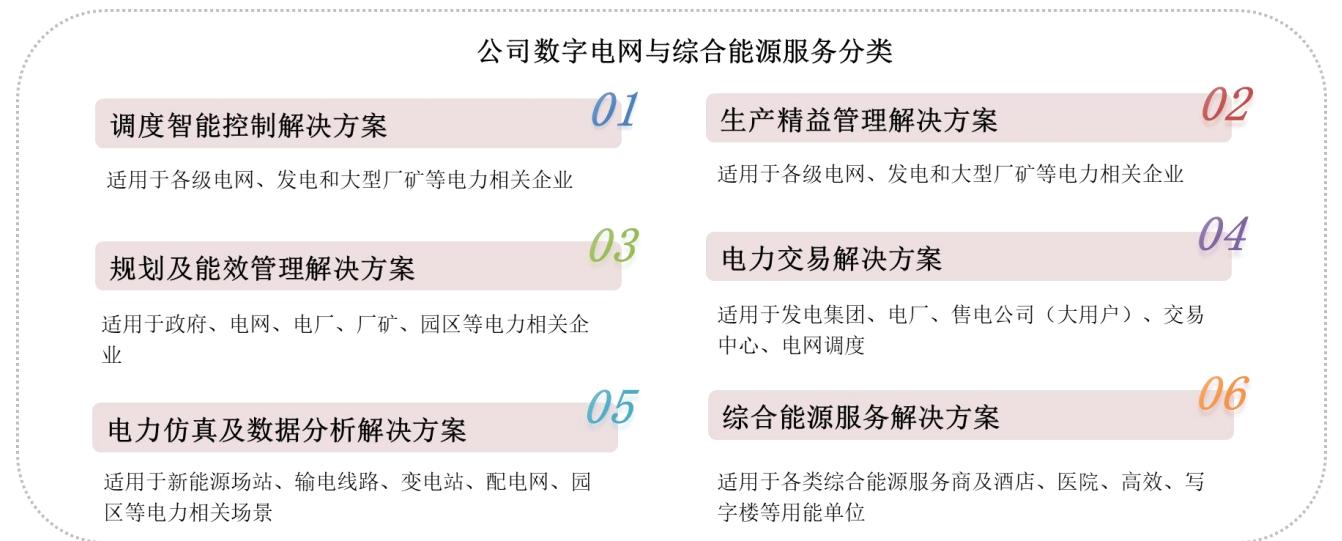 公司数字电网与综合能源服务分类
01
调度智能控制解决方案
适用于各级电网、发电和大型厂矿等电力相关企业
02
生产精益管理解决方案
适用于各级电网、发电和大型厂矿等电力相关企业
03
规划及能效管理解决方案
适用于政府、电网、电厂、厂矿、园区等电力相关企
业
04
电力交易解决方案
适用于发电集团、电厂、售电公司（大用户）、交易
中心、电网调度
05
电力仿真及数据分析解决方案
适用于新能源场站、输电线路、变电站、配电网、园
区等电力相关场景
06
综合能源服务解决方案
适用于各类综合能源服务商及酒店、医院、高效、写
字楼等用能单位